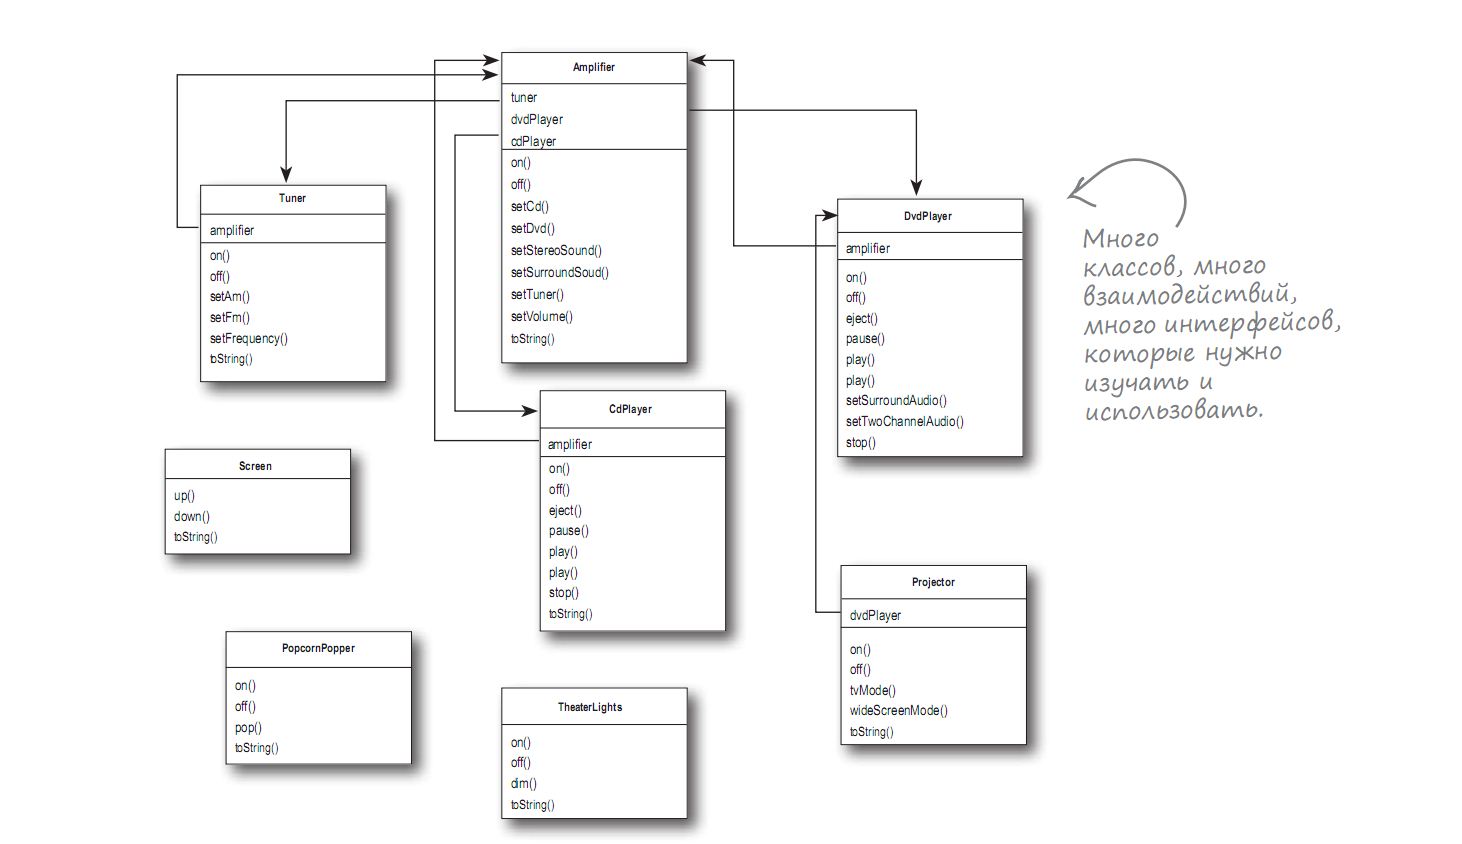 Amplifier
tuner
dvdPlayer
cdPlayer
on()
off()
setCd()
setDvd()
setStereoSound()
setSurroundSoud()
setTuner()
setVolume()
toString()
Tuner
amplifier
on()
off()
setAm()
setFm()
setFrequency()
toString()
DvdPlayer
amplifier
on()
off()
eject()
pause()
play()
play()
setSurroundAudio()
setTwoChannelAudio()
stop()
Много
классов, много
взаимодействий,
много интерфейсов,
которые нужно
изучать и
использовать.
CdPlayer
amplifier
on()
off()
eject()
pause()
play()
play()
stop()
toString()
Screen
up()
down()
toString()
Projector
dvdPlayer
on()
off()
tvMode()
wideScreenMode()
toString()
PopcornPopper
on()
off()
pop()
toString()
TheaterLights
on()
off()
dim()
toString()